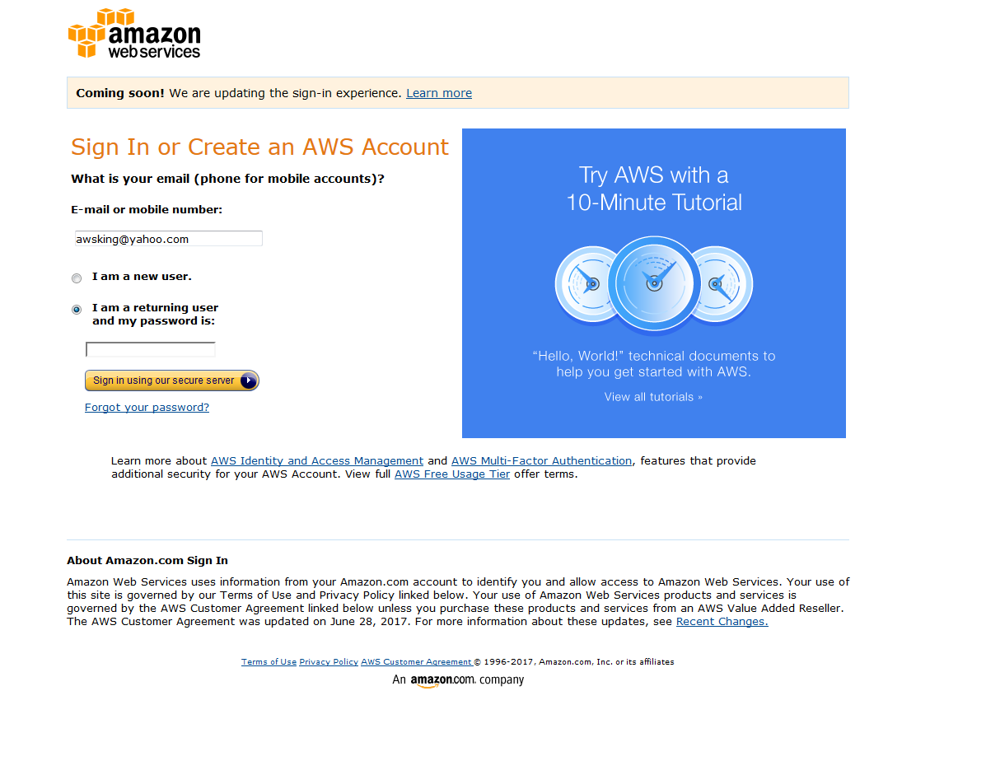 amazon
web services
Coming soon! We are updating the sign-in experience. Learn more
Sign In or Create an AWS Account
What is your email (phone for mobile accounts)?
E-mail or mobile number:
awsking@yahoo.com
I am a new user.
I am a returning user
and my password is:
Sign in using our secure server
Forgot your password?
Try AWS with a
10-Minute Tutorial
“Hello, World!” technical documents to
help you get started with AWS.
View all tutorials »
Learn more about AWS Identity and Access Management and AWS Multi-Factor Authentication, features that provide
additional security for your AWS Account. View full AWS Free Usage Tier offer terms.
About Amazon.com Sign In
Amazon Web Services uses information from your Amazon.com account to identify you and allow access to Amazon Web Services. Your use of
this site is governed by our Terms of Use and Privacy Policy linked below. Your use of Amazon Web Services products and services is
governed by the AWS Customer Agreement linked below unless you purchase these products and services from an AWS Value Added Reseller.
The AWS Customer Agreement was updated on June 28, 2017. For more information about these updates, see Recent Changes.
Terms of Use Privacy Policy AWS Customer Agreement © 1996-2017, Amazon.com, Inc. or its affiliates
An amazon.com. company